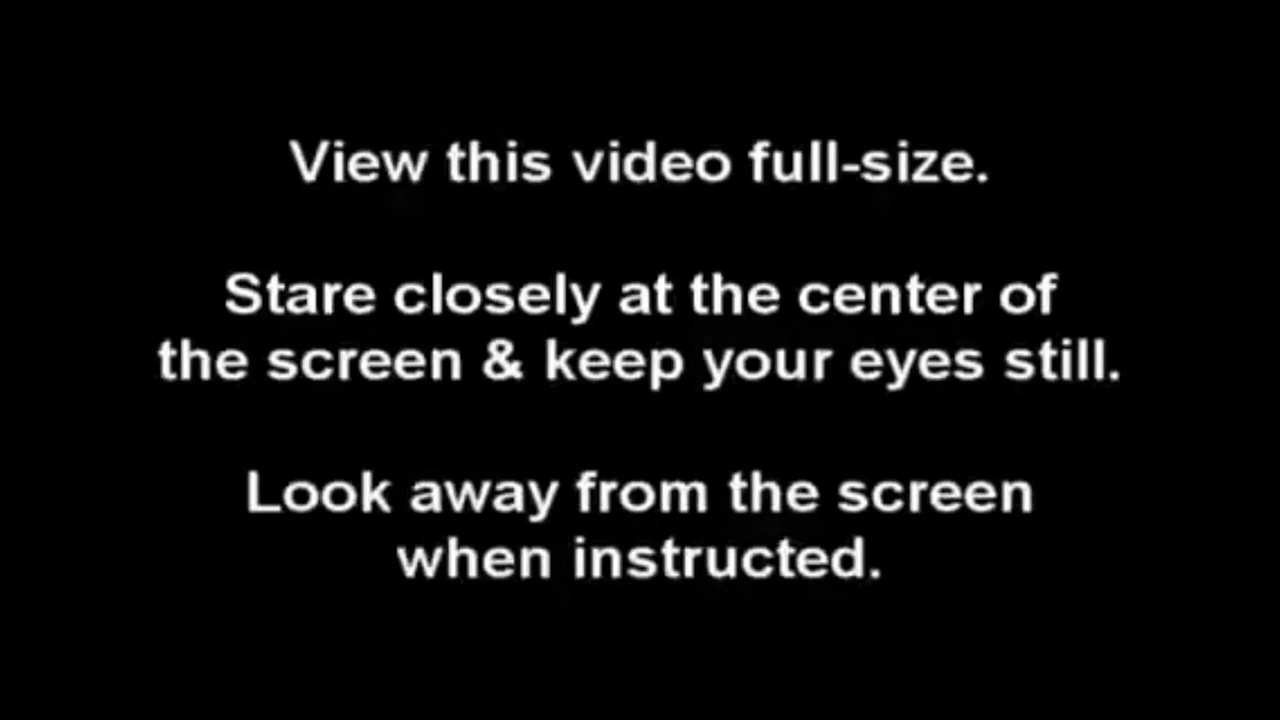 View this video full-size.
Stare closely at the center of
the screen & keep your eyes still.
Look away from the screen
when instructed.